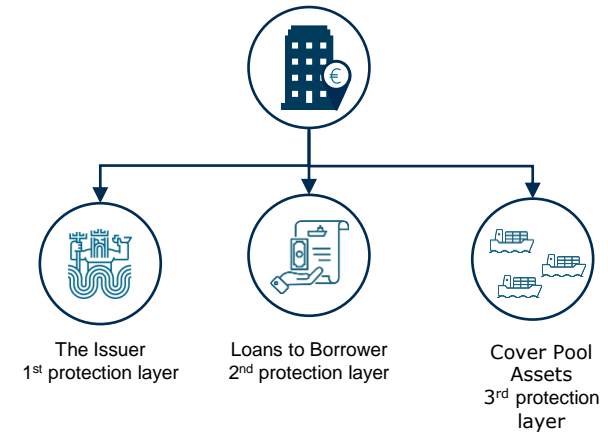 €
The Issuer
1st protection layer
Loans to Borrower
2nd protection layer
Cover Pool
Assets
3rd protection
layer